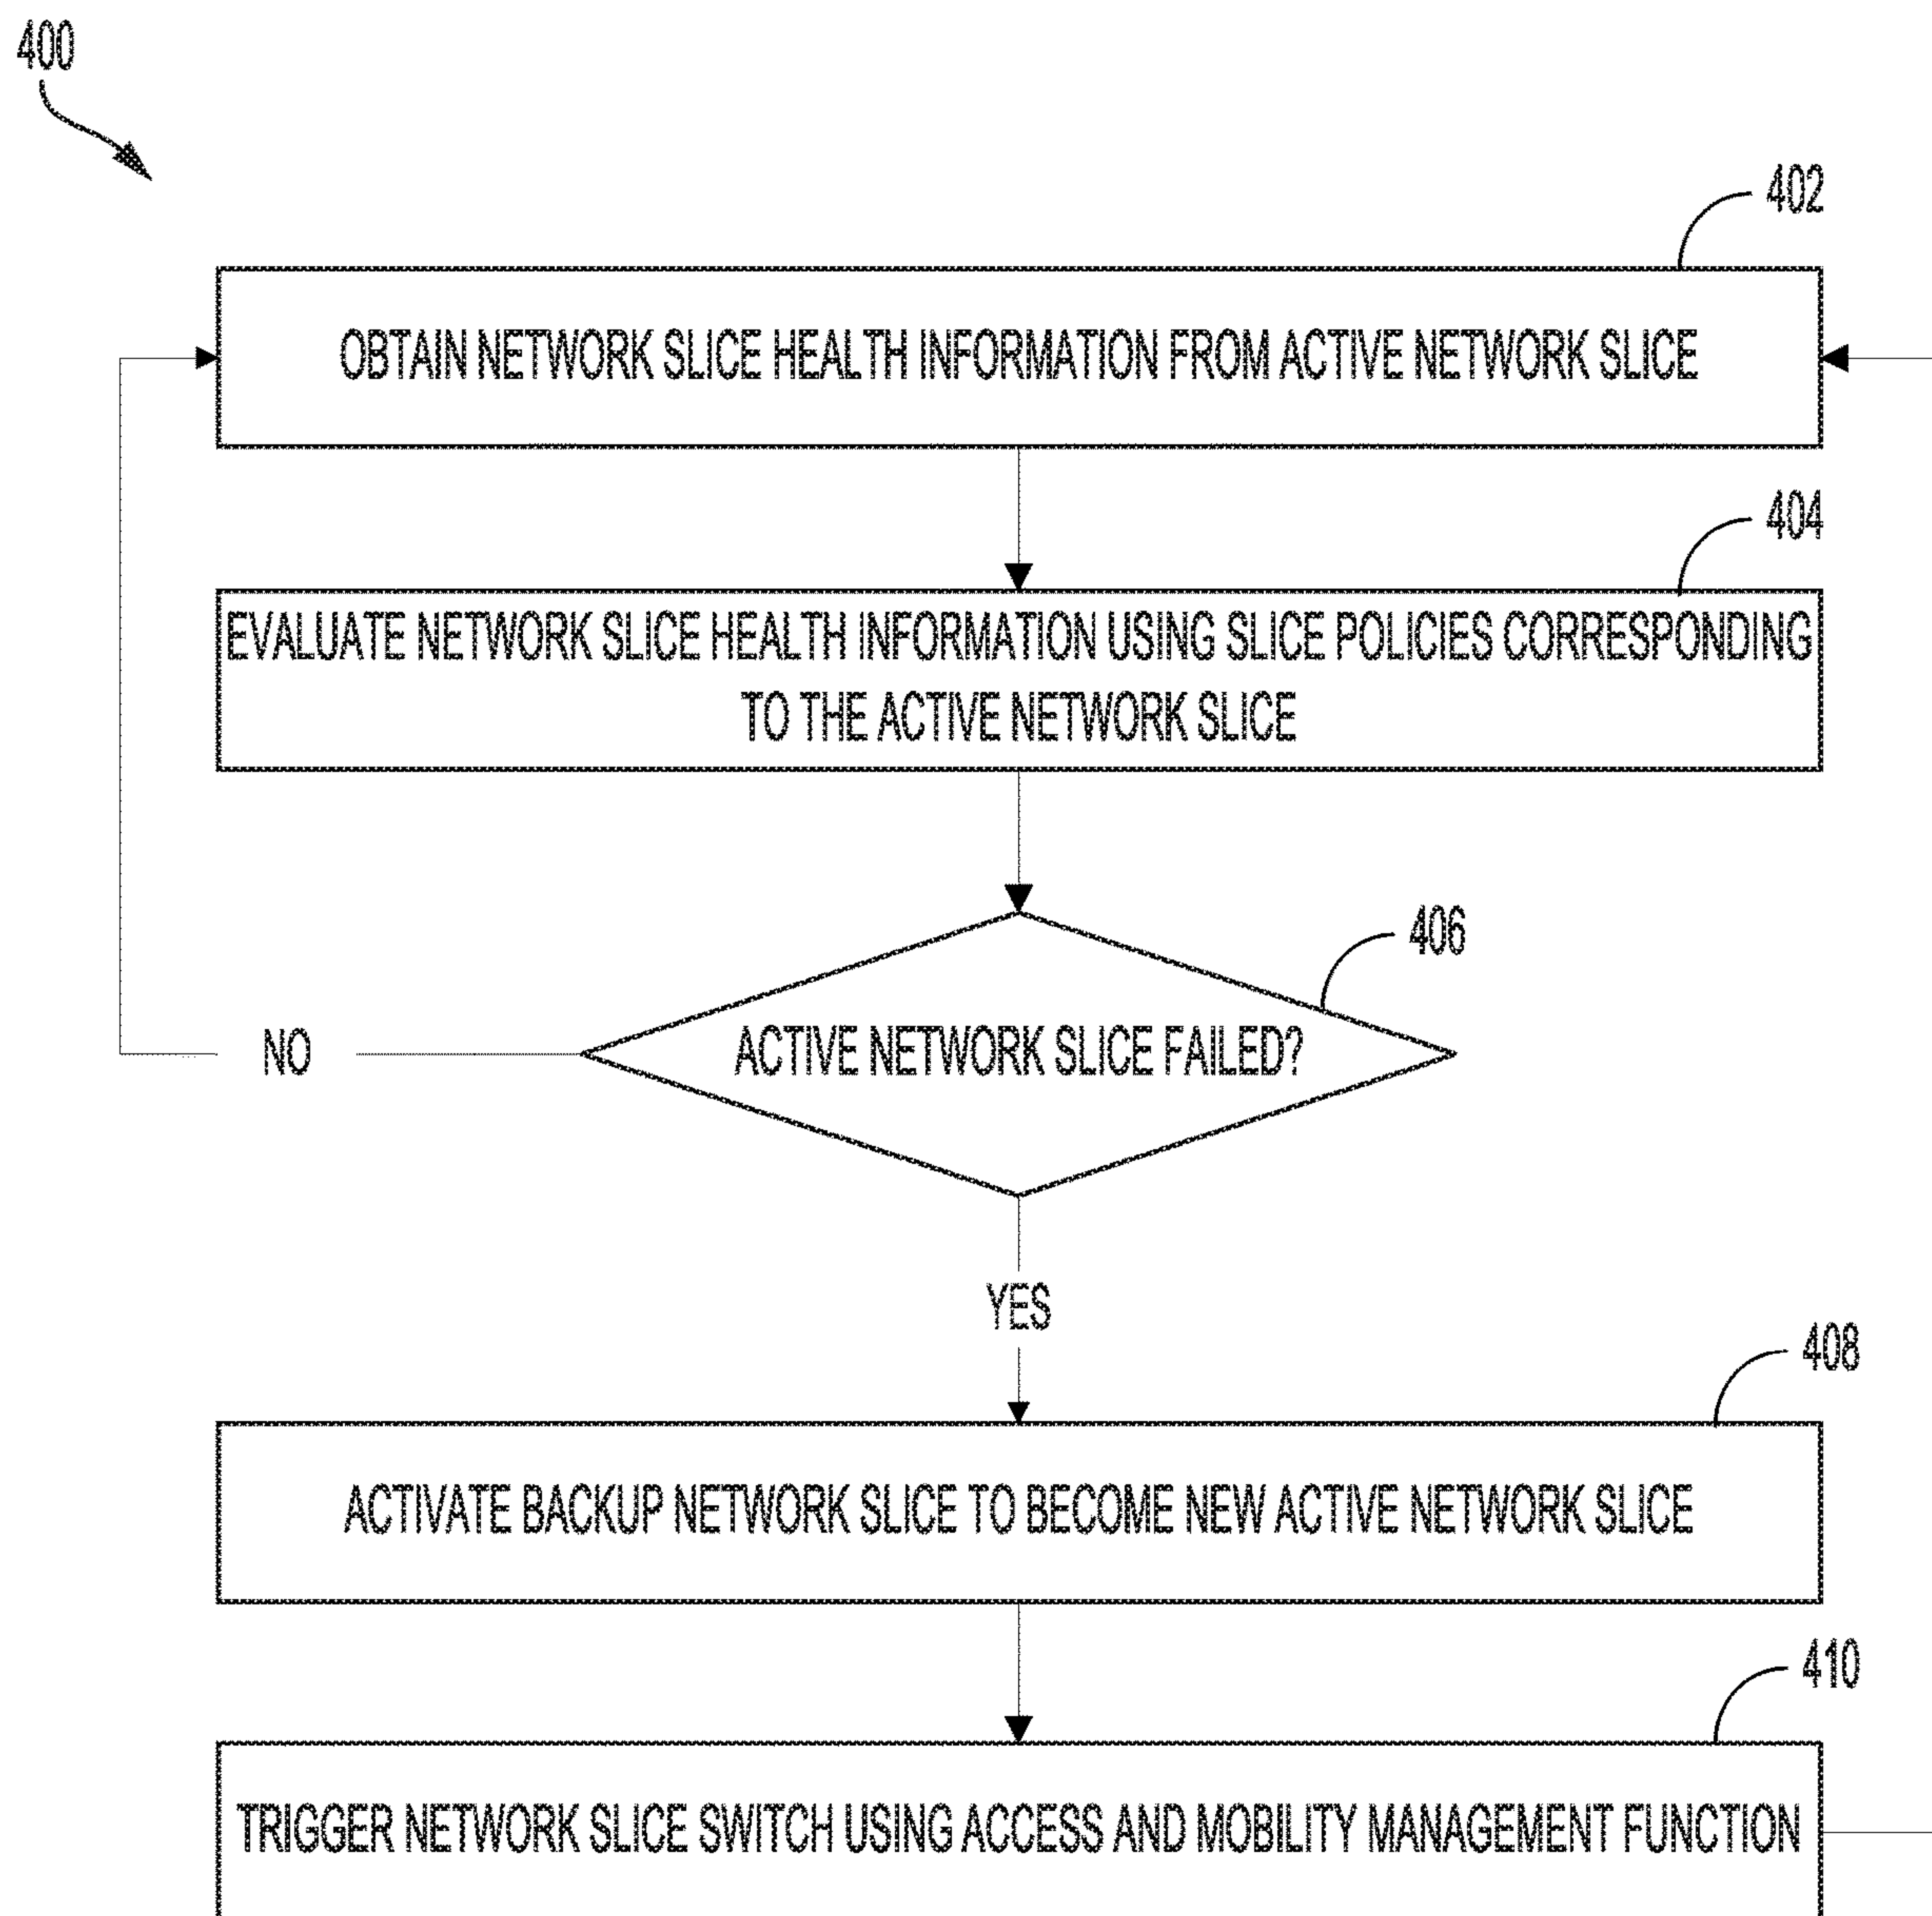 400
402
OBTAIN NETWORK SLICE HEALTH INFORMATION FROM ACTIVE NETWORK SLICE
404
EVALUATE NETWORK SLICE HEALTH INFORMATION USING SLICE POLICIES CORRESPONDING
TO THE ACTIVE NETWORK SLICE
406
ACTIVE NETWORK SLICE FAILED?
NO
YES
408
ACTIVATE BACKUP NETWORK SLICE TO BECOME NEW ACTIVE NETWORK SLICE
410
TRIGGER NETWORK SLICE SWITCH USING ACCESS AND MOBILITY MANAGEMENT FUNCTION